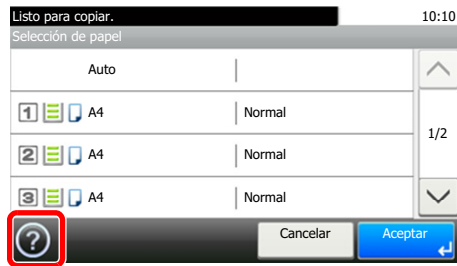 Listo para copiar. 10:10
Selección de papel
Auto
1 A4 Normal
1/2
2 A4 Normal
3 A4 Normal
? Cancelar Aceptar